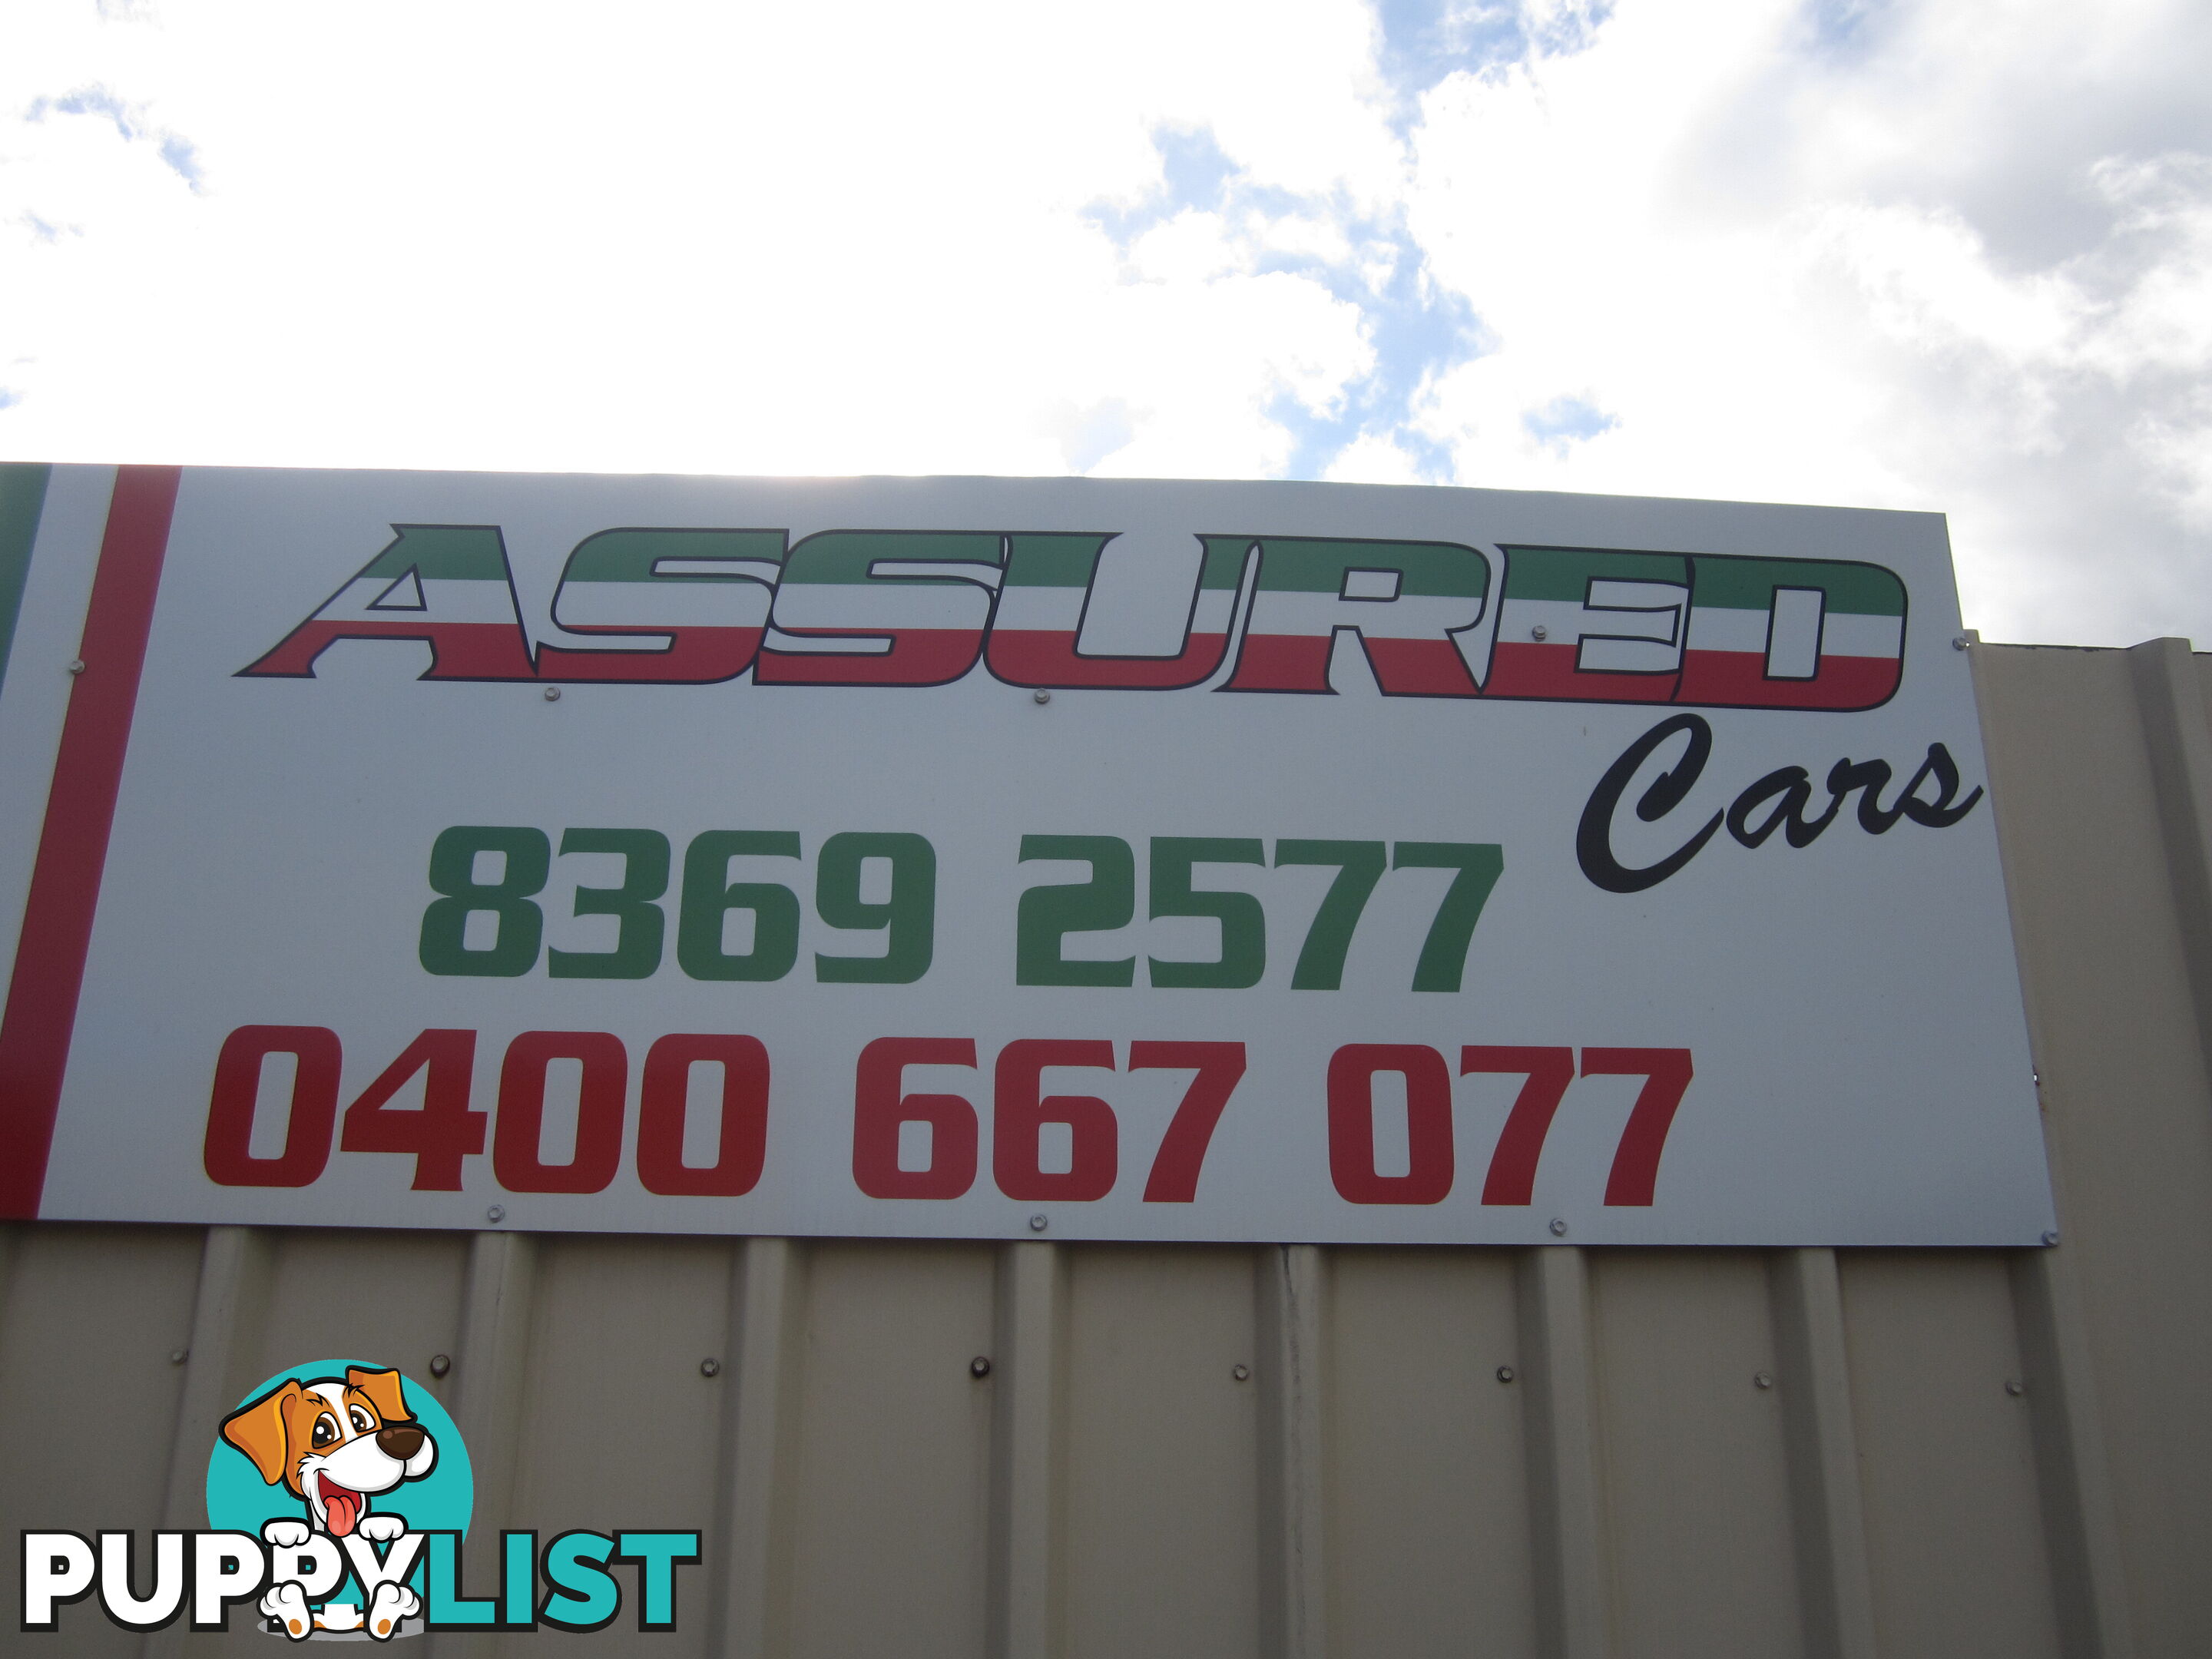 ASSURED
Cars
8369 2577
0400 667 077
PUPPYLIST